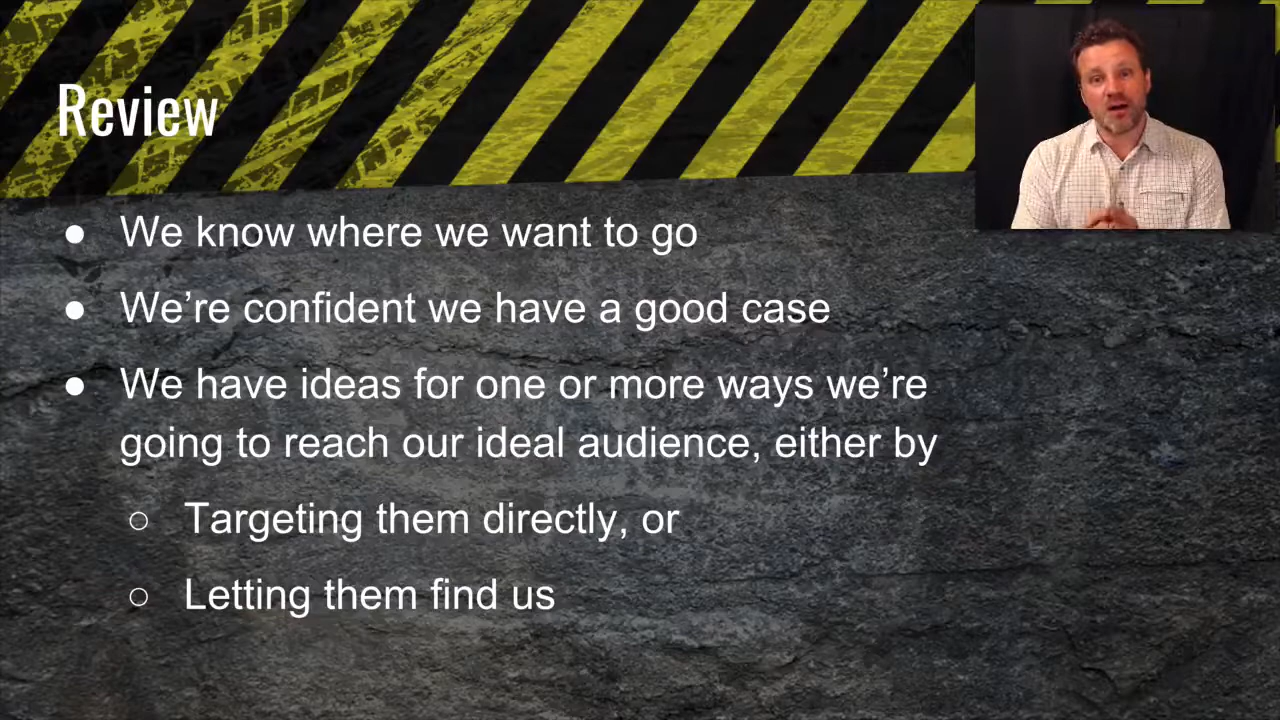 Review
● We know where we want to go
● We’re confident we have a good case
● We have ideas for one or more ways we’re
going to reach our ideal audience, either by
○ Targeting them directly, or
○ Letting them find us